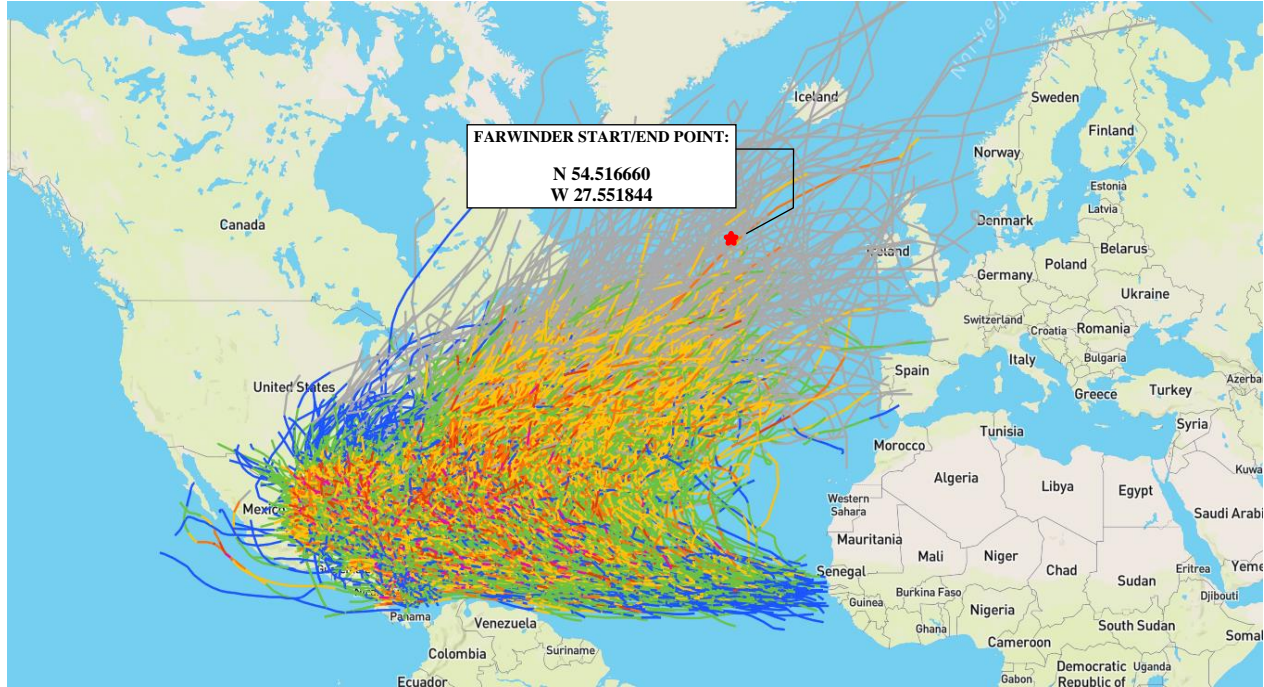 Norwegian
Iceland
Sweden
FARWINDER START/END POINT:
N 54.516660
W 27.551844
Finland
Norway
Estonia
Latvia
Denmark
Canada
Ireland
Belarus
Poland
Germany
Ukraine
Switzerland
Croatia
Romania
Italy
Bulgaria
Spain
Greece
Turkey
Azerbai
United States
Syria
Tunisia
Morocco
Kuwa
Algeria
Libya
Egypt
Western
Sahara
Mexico
Saudi Arabi
Mauritania
Mali
Niger
Chad
Senegal
Sudan
Eritrea
Yeme
Burkina Faso
Djibouti
Guinea
Nigeria
Panama
Venezuela
Ghana
South Sudan
Cameroon
Somal
Colombia
Suriname
Democratic
Republic of
Uganda
Gabon
Ecuador